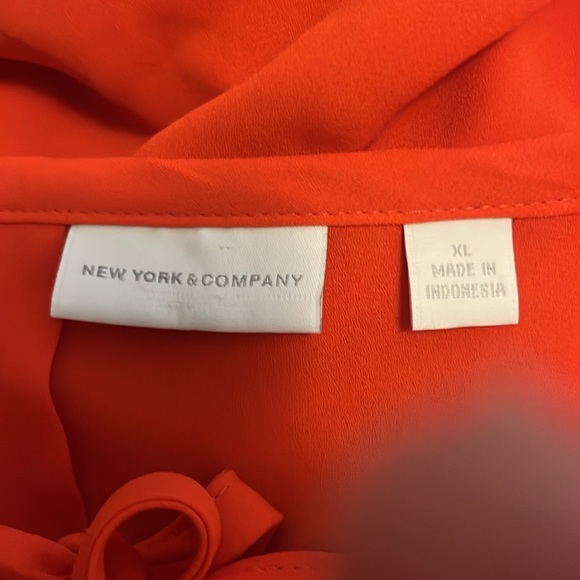 NEW YORK & COMPANY
XL
MADE IN
INDONESIA